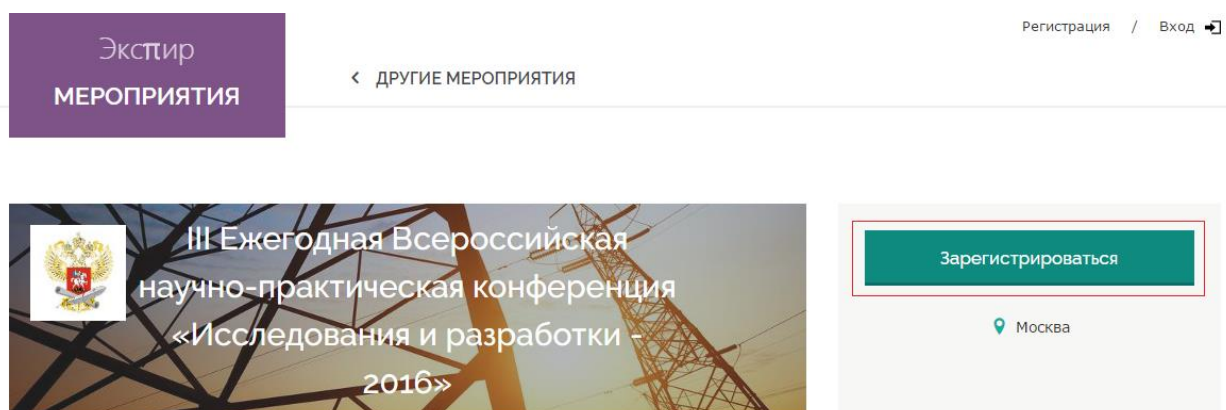 Регистрация / Вход
Экспир
МЕРОПРИЯТИЯ
ДРУГИЕ МЕРОПРИЯТИЯ
III Ежегодная Всероссийская
научно-практическая конференция
«Исследования и разработки -
2016»
Зарегистрироваться
Москва